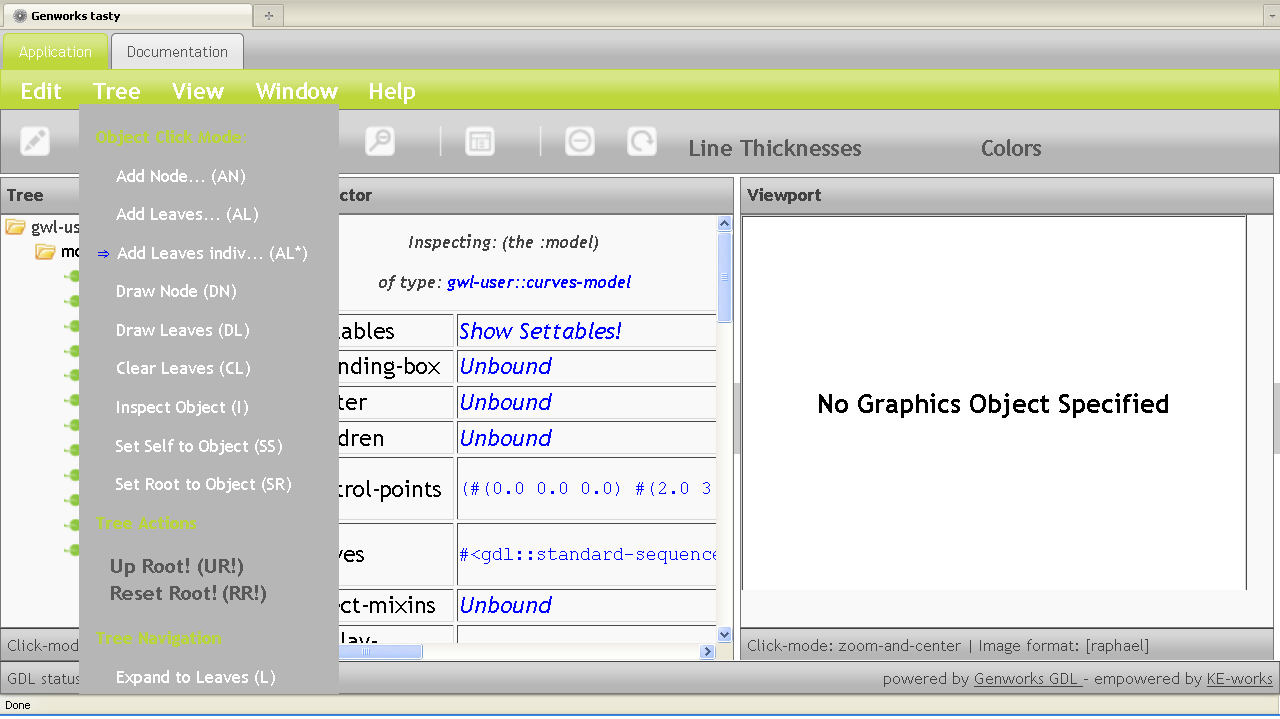 Genworks tasty
Application
Documentation
Edit Tree View Window Help
Line Thicknesses
Colors
Tree
gwl-us
mo
Object Click Mode:
Add Node... (AN)
Add Leaves... (AL)
⇒ Add Leaves indiv... (AL*)
Draw Node (DN)
Draw Leaves (DL)
Clear Leaves (CL)
Inspect Object (I)
Set Self to Object (SS)
Set Root to Object (SR)
Tree Actions
Up Root! (UR!)
Reset Root! (RR!)
Tree Navigation
Expand to Leaves (L)
ctor
Inspecting: (the :model)
of type: gwl-user::curves-model
ables Show Settables!
nding-box Unbound
ter Unbound
dren Unbound
trol-points (#(0.0 0.0 0.0) #(2.0 3
ves #<gdl::standard-sequence
ect-mixins Unbound
lay-
Viewport
No Graphics Object Specified
Click-mod
Click-mode: zoom-and-center | Image format: [raphael]
GDL status
powered by Genworks GDL - empowered by KE-works
Done